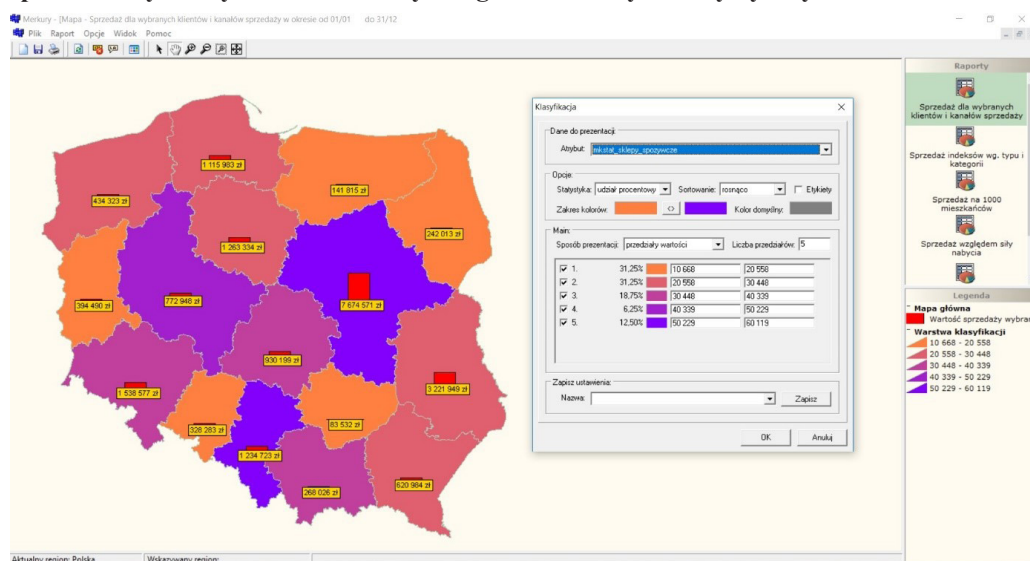 Merkury - [Mapa - Sprzedaż dla wybranych klientów i kanałów sprzedaży w okresie od 01/01 do 31/12
Plik Raport Opcje Widok Pomoc
1 115 983 zł
434 323 zł
141 815 zł
242 013 zł
1 263 334 zł
394 490 zł
772 948 zł
7 674 571 zł
930 199 zł
1 538 577 zł
3 221 949 zł
328 283 zł
83 532 zł
1 234 723 zł
268 026 zł
620 984 zł
Klasyfikacja
Dane do prezentacji:
Atrybut: mkstat_sklepy_spozywcze
Opcje:
Statystyka: udział procentowy Sortowanie: rosnąco Etykiety
Zakres kolorów: <> Kolor domyślny:
Main:
Sposób prezentacji: przedziały wartości Liczba przedziałów: 5
1. 31,25% 10 668 20 558
2. 31,25% 20 558 30 448
3. 18,75% 30 448 40 339
4. 6,25% 40 339 50 229
5. 12,50% 50 229 60 119
Zapisz ustawienia:
Nazwa: Zapisz
OK Anuluj
Raporty
Sprzedaż dla wybranych
klientów i kanałów sprzedaży
Sprzedaż indeksów wg. typu i
kategorii
Sprzedaż na 1000
mieszkańców
Sprzedaż względem siły
nabycia
Legenda
Mapa główna
Wartość sprzedaży wybran
Warstwa klasyfikacji
10 668 - 20 558
20 558 - 30 448
30 448 - 40 339
40 339 - 50 229
50 229 - 60 119
Aktualny region: Polska Wskazywany region: